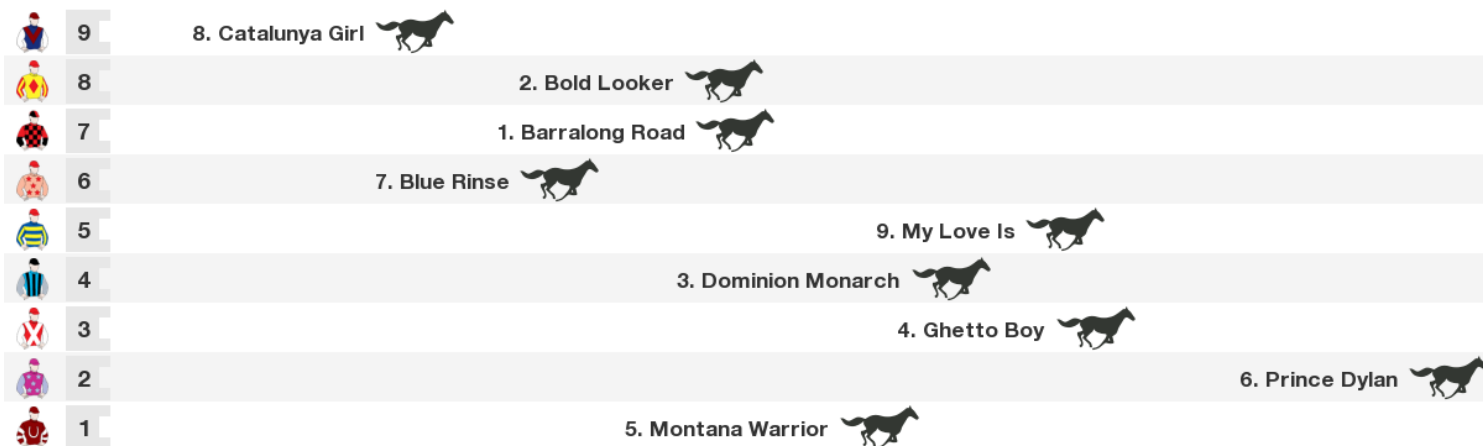 9 8. Catalunya Girl
8 2. Bold Looker
7 1. Barralong Road
6 7. Blue Rinse
5 9. My Love Is
4 3. Dominion Monarch
3 4. Ghetto Boy
2 6. Prince Dylan
1 5. Montana Warrior